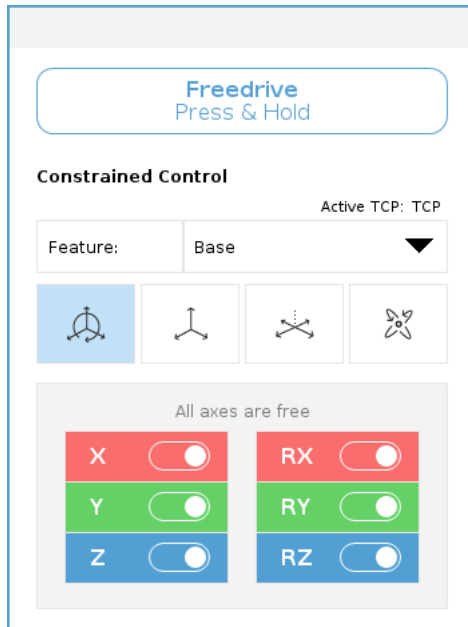 Freedrive
Press & Hold
Constrained Control
Active TCP: TCP
Feature: Base
All axes are free
X RX
Y RY
Z RZ